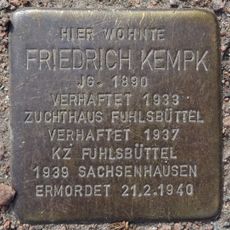 HIER WOHNTE
FRIEDRICH KEMPK
JG. 1890
VERHAFTET 1933
ZUCHTHAUS FUHLSBÜTTEL
VERHAFTET 1937
KZ FUHLSBÜTTEL
1939 SACHSENHAUSEN
ERMORDET 21.2.1940